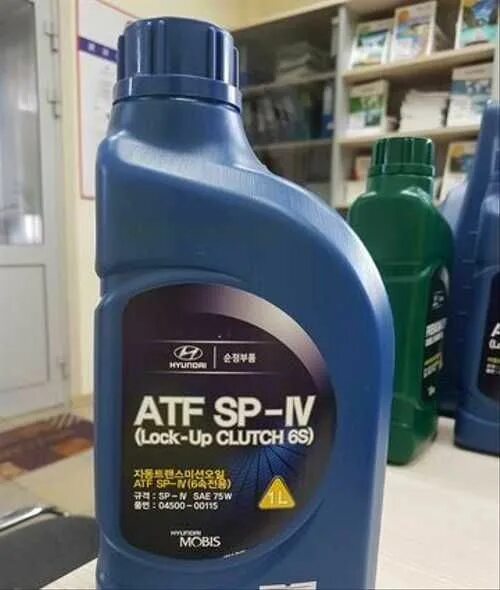 HYUNDAI 순정부품
ATF SP-IV
(Lock-Up CLUTCH 6S)
자동트랜스미션오일
ATF SP-IV(6속전용)
규격 : SP-IV SAE 75W
품번 : 04500-00115
1L
HYUNDAI
MOBIS
ATF
(Lock-U